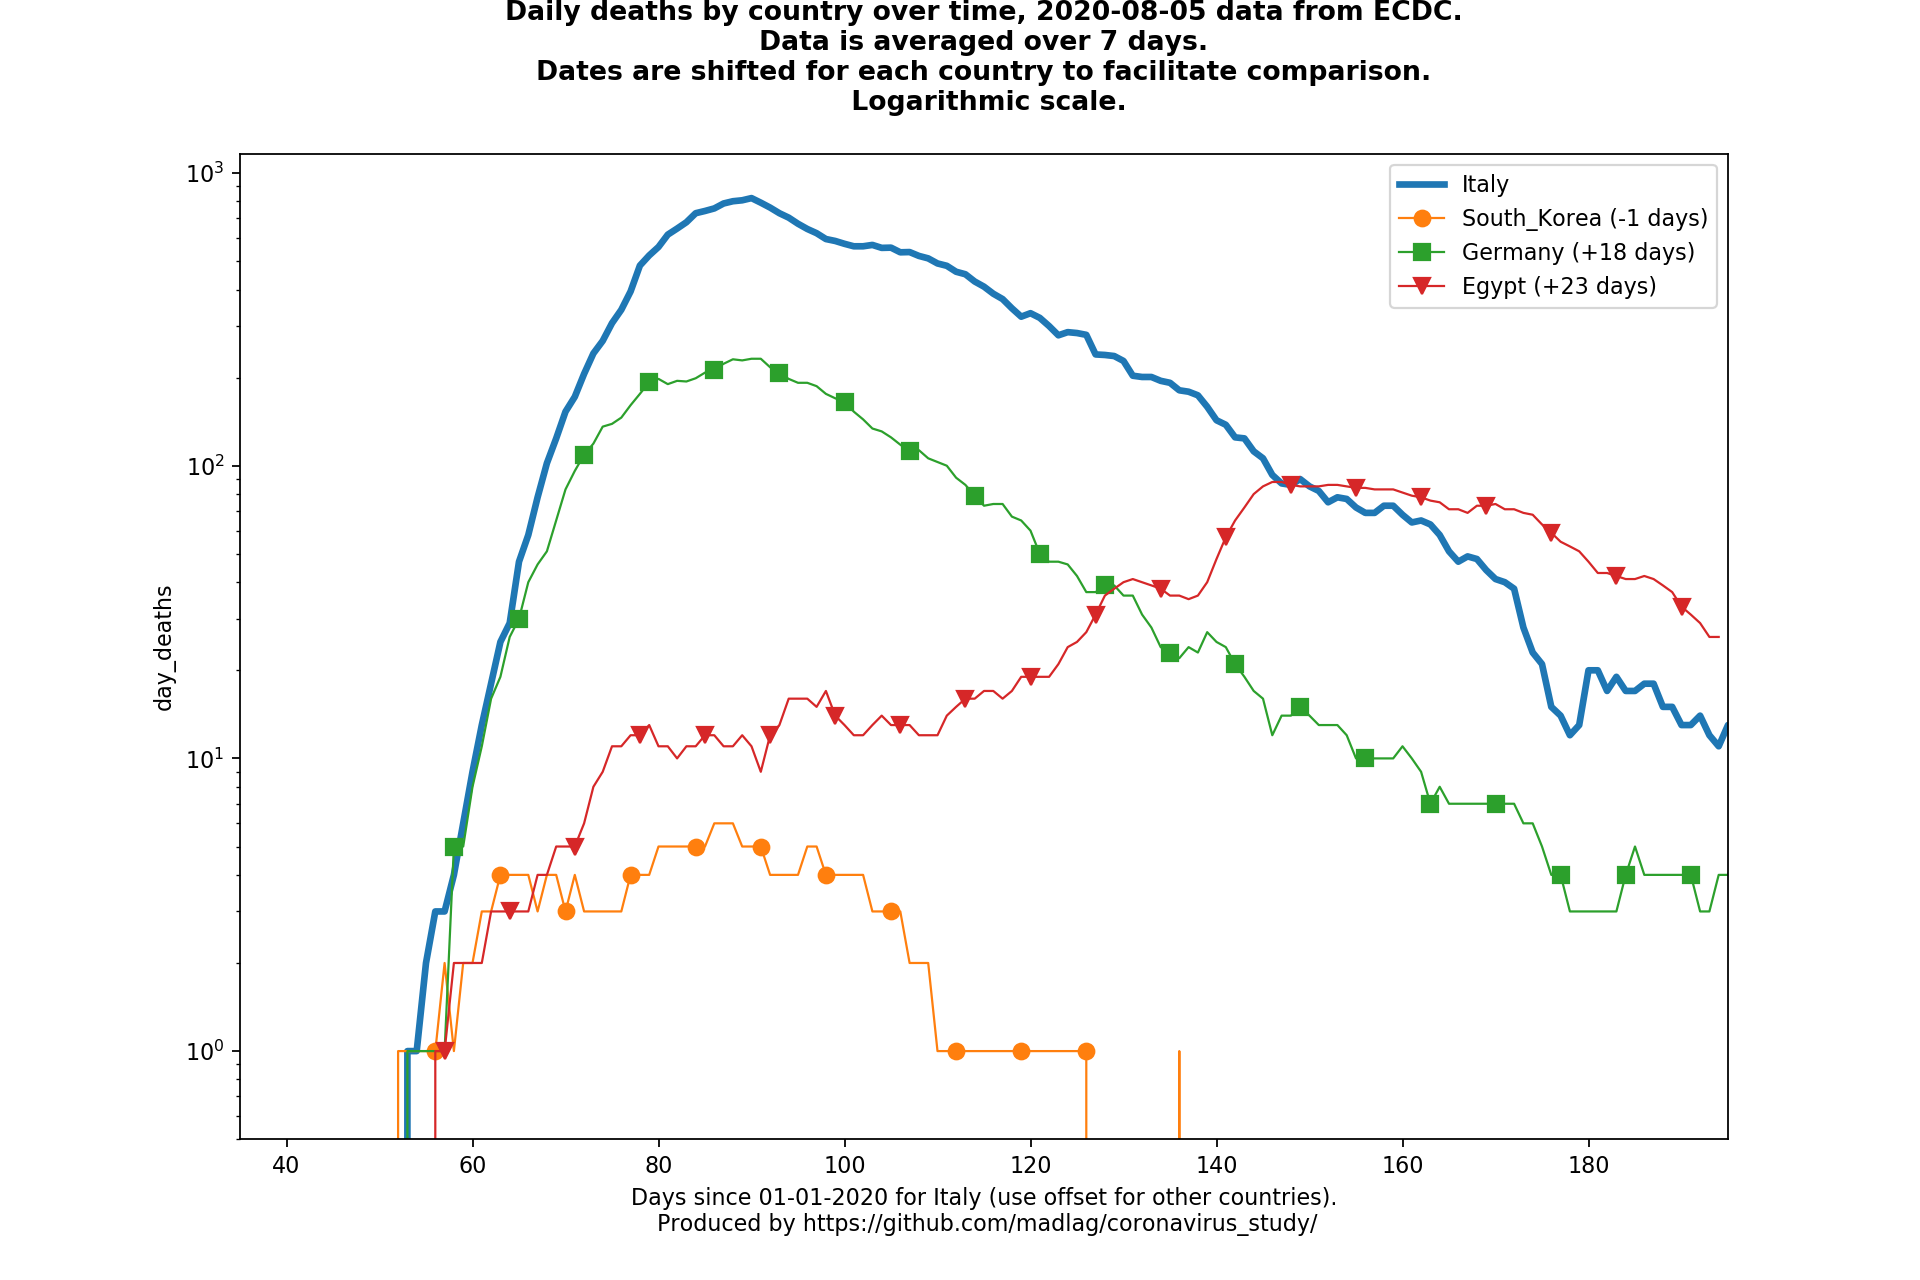 Daily deaths by country over time, 2020-08-05 data from ECDC.
Data is averaged over 7 days.
Dates are shifted for each country to facilitate comparison.
Logarithmic scale.
10³
10²
10¹
10⁰
day_deaths
Italy
South_Korea (-1 days)
Germany (+18 days)
Egypt (+23 days)
40 60 80 100 120 140 160 180
Days since 01-01-2020 for Italy (use offset for other countries).
Produced by https://github.com/madlag/coronavirus_study/